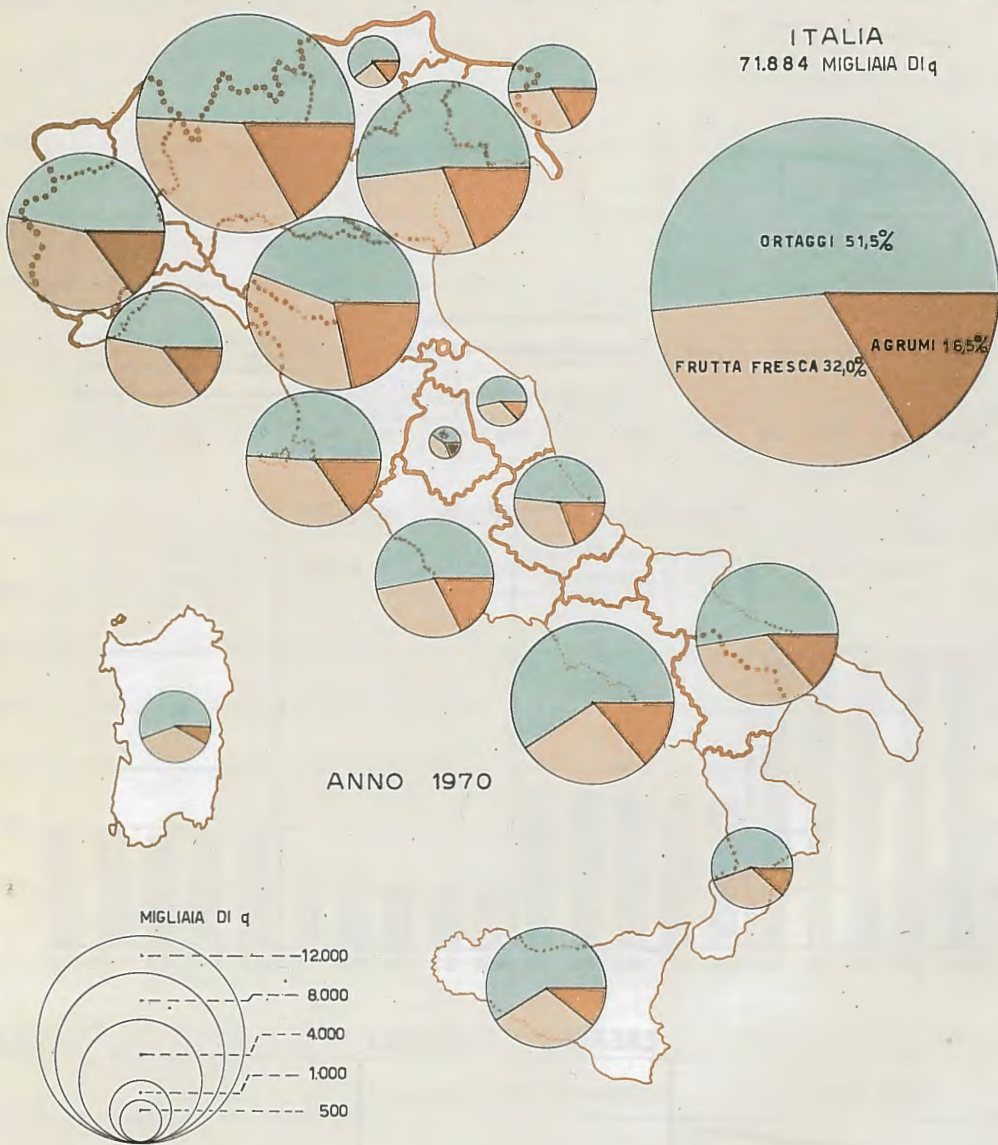 ITALIA
71.884 MIGLIAIA DI q
ORTAGGI 51,5%
AGRUMI 16,5%
FRUTTA FRESCA 32,0%
ANNO 1970
MIGLIAIA DI q
12.000
8.000
4.000
1.000
500